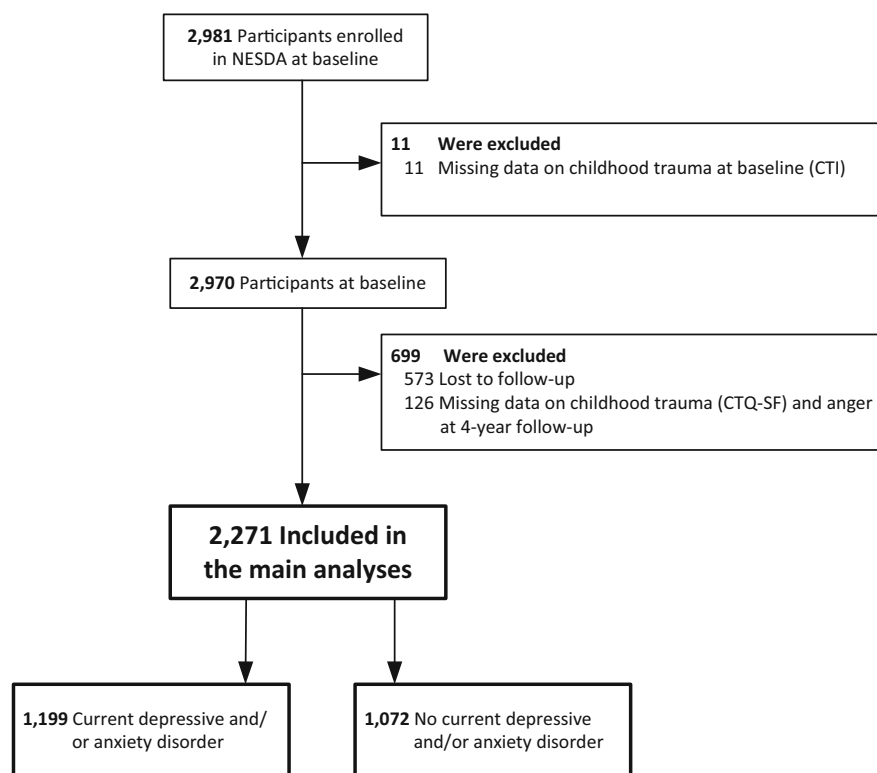 2,981 Participants enrolled
in NESDA at baseline
11 Were excluded
11 Missing data on childhood trauma at baseline (CTI)
2,970 Participants at baseline
699 Were excluded
573 Lost to follow-up
126 Missing data on childhood trauma (CTQ-SF) and anger
at 4-year follow-up
2,271 Included in
the main analyses
1,199 Current depressive and/
or anxiety disorder
1,072 No current depressive
and/or anxiety disorder